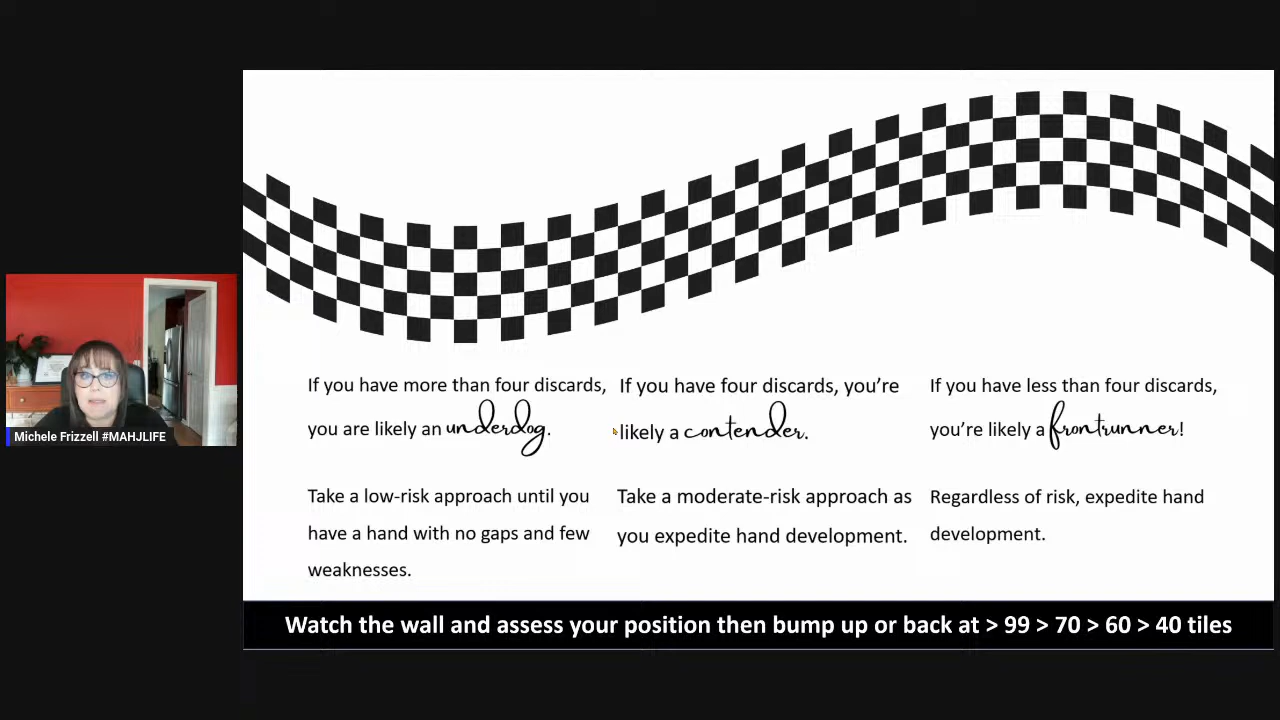 If you have more than four discards,
you are likely an underdog.
Take a low-risk approach until you
have a hand with no gaps and few
weaknesses.
If you have four discards, you’re
likely a contender.
Take a moderate-risk approach as
you expedite hand development.
If you have less than four discards,
you’re likely a frontrunner!
Regardless of risk, expedite hand
development.
Michele Frizzell #MAHJLIFE
Watch the wall and assess your position then bump up or back at > 99 > 70 > 60 > 40 tiles